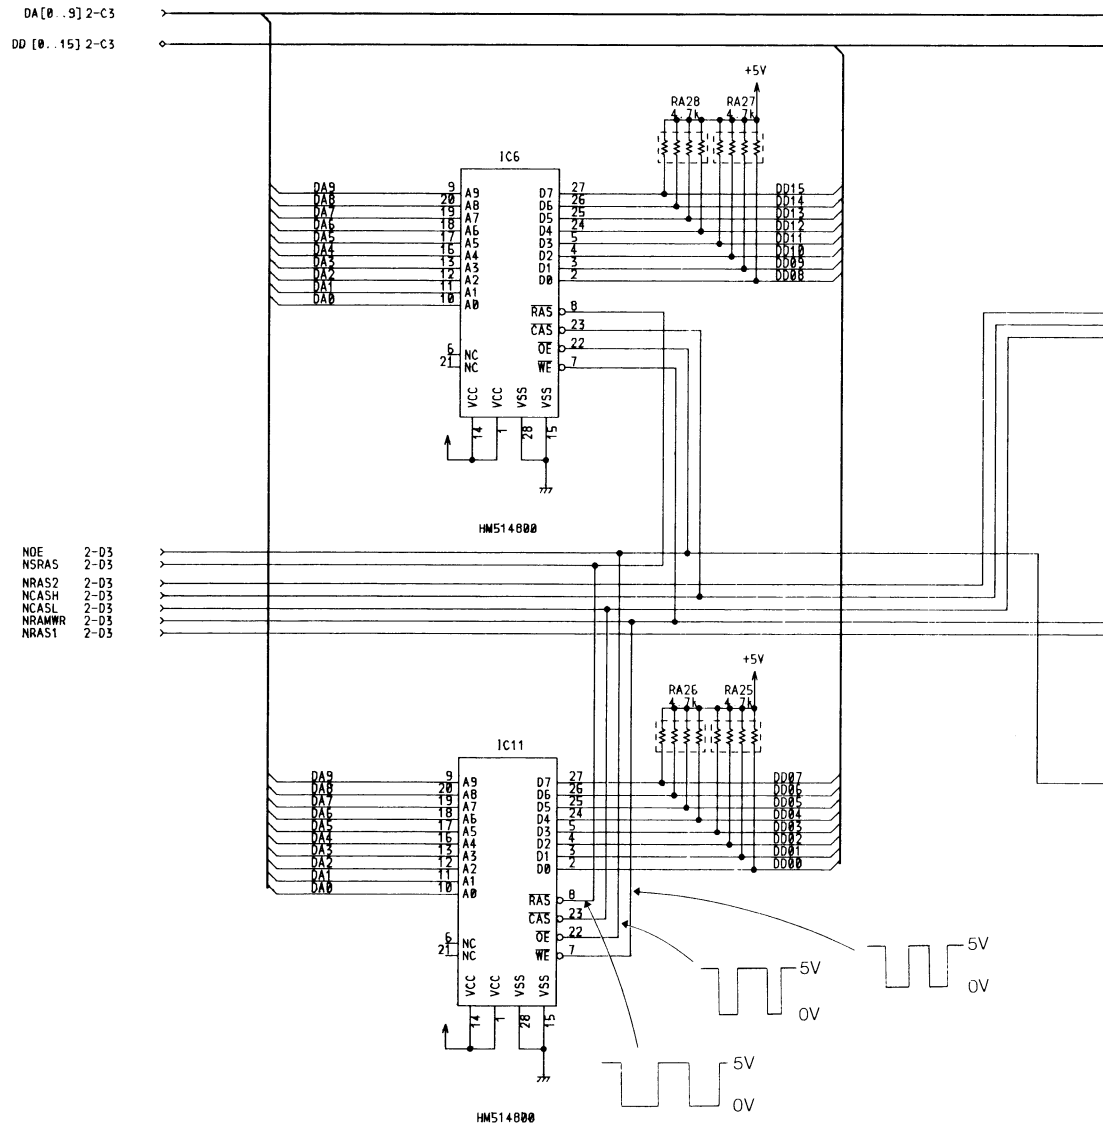 DA[0..9] 2-C3
DD [0..15] 2-C3
+5V
RA28 RA27
4.7k 4.7k
IC6
DA9 9 A9 D7 27 DD15
DA8 20 A8 D6 26 DD14
DA7 19 A7 D5 25 DD13
DA6 18 A6 D4 24 DD12
DA5 17 A5 D3 5 DD11
DA4 16 A4 D2 4 DD10
DA3 13 A3 D1 3 DD09
DA2 12 A2 D0 2 DD08
DA1 11 A1
DA0 10 A0
RAS 8
CAS 23
OE 22
WE 7
6 NC
21 NC
VCC VCC VSS VSS
14 1 28 15
HM514800
NOE 2-D3
NSRAS 2-D3
NRAS2 2-D3
NCASH 2-D3
NCASL 2-D3
NRAMWR 2-D3
NRAS1 2-D3
+5V
RA26 RA25
4.7k 4.7k
IC11
DA9 9 A9 D7 27 DD07
DA8 20 A8 D6 26 DD06
DA7 19 A7 D5 25 DD05
DA6 18 A6 D4 24 DD04
DA5 17 A5 D3 5 DD03
DA4 16 A4 D2 4 DD02
DA3 13 A3 D1 3 DD01
DA2 12 A2 D0 2 DD00
DA1 11 A1
DA0 10 A0
RAS 8
CAS 23
OE 22
WE 7
6 NC
21 NC
VCC VCC VSS VSS
14 1 28 15
5V
0V
5V
0V
5V
0V
HM514800